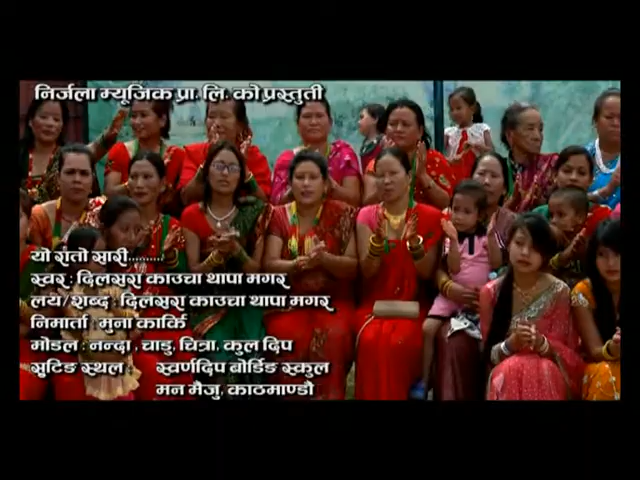 निर्जला म्यूजिक प्रा. लि. को प्रस्तुती
यो रातो सारी..........
स्वर : दिलसरा काउचा थापा मगर
लय/शब्द : दिलसरा काउचा थापा मगर
निमार्ता : मुना कार्कि
मोडल : नन्दा , चाडु, चित्रा, कुल दिप
सुटिङ स्थल : स्वर्णदिप बोर्डिङ स्कुल
मन मैजु, काठमाण्डौ